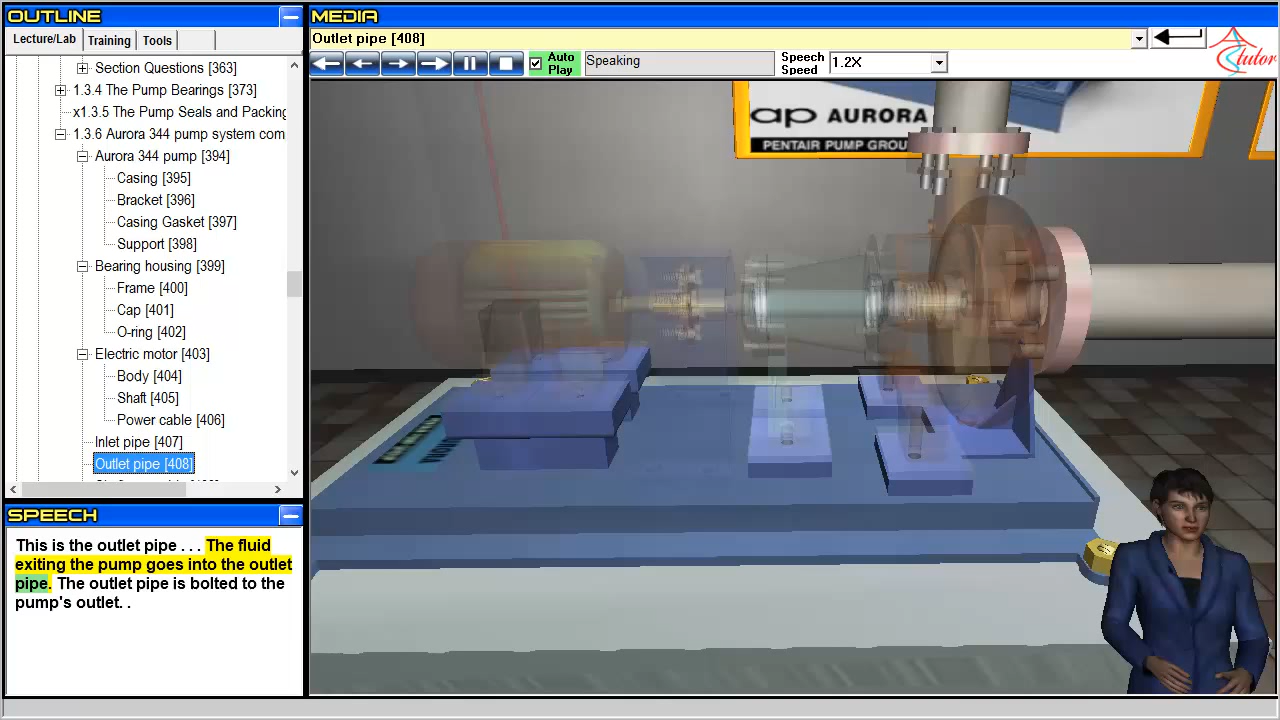 OUTLINE
Lecture/Lab Training Tools
Section Questions [363]
1.3.4 The Pump Bearings [373]
x1.3.5 The Pump Seals and Packing
1.3.6 Aurora 344 pump system com
Aurora 344 pump [394]
Casing [395]
Bracket [396]
Casing Gasket [397]
Support [398]
Bearing housing [399]
Frame [400]
Cap [401]
O-ring [402]
Electric motor [403]
Body [404]
Shaft [405]
Power cable [406]
Inlet pipe [407]
Outlet pipe [408]
SPEECH
This is the outlet pipe . . . The fluid
exiting the pump goes into the outlet
pipe. The outlet pipe is bolted to the
pump's outlet. .
MEDIA
Outlet pipe [408]
Auto
Play
Speaking
Speech
Speed
1.2X
tutor
ap AURORA
PENTAIR PUMP GROU